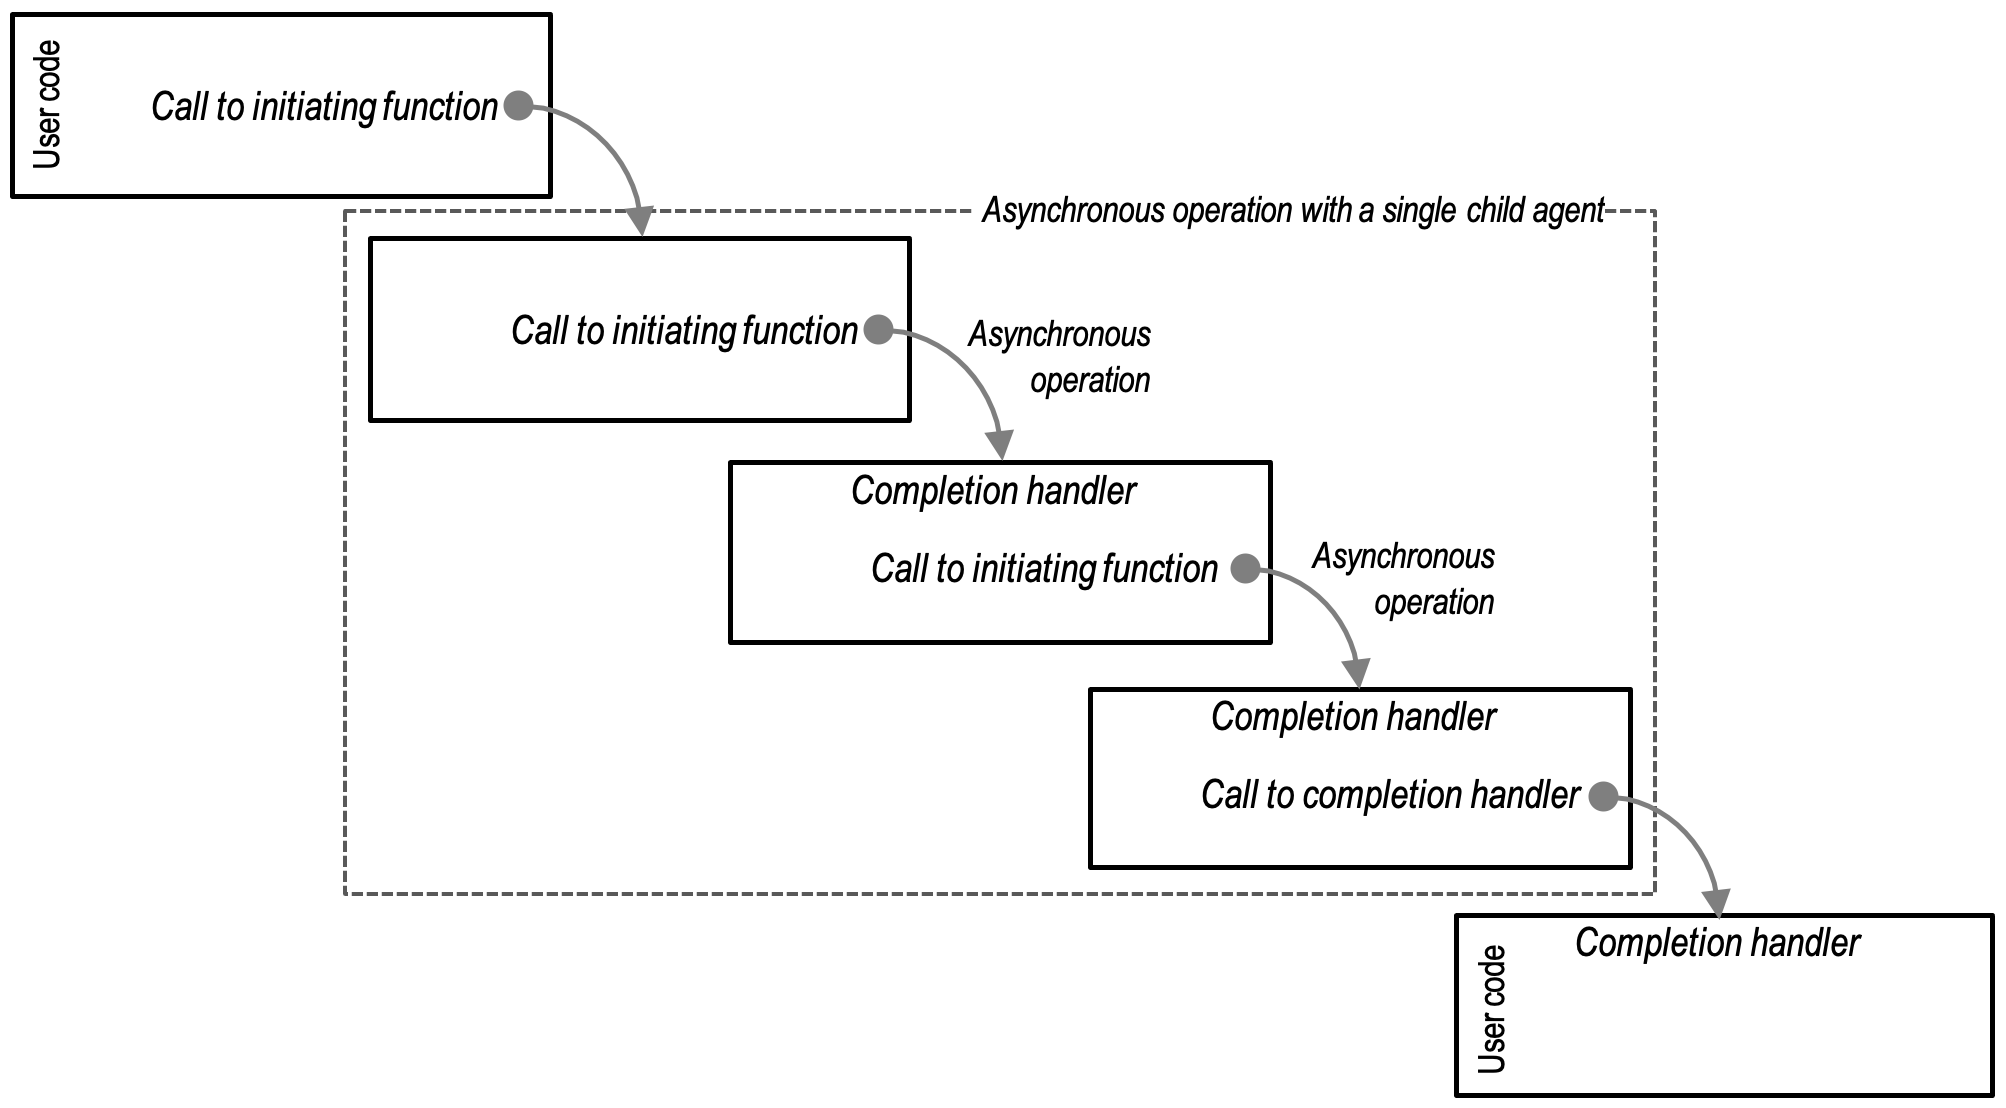 User code
Call to initiating function
Asynchronous operation with a single child agent
Call to initiating function
Asynchronous
operation
Completion handler
Call to initiating function
Asynchronous
operation
Completion handler
Call to completion handler
User code
Completion handler